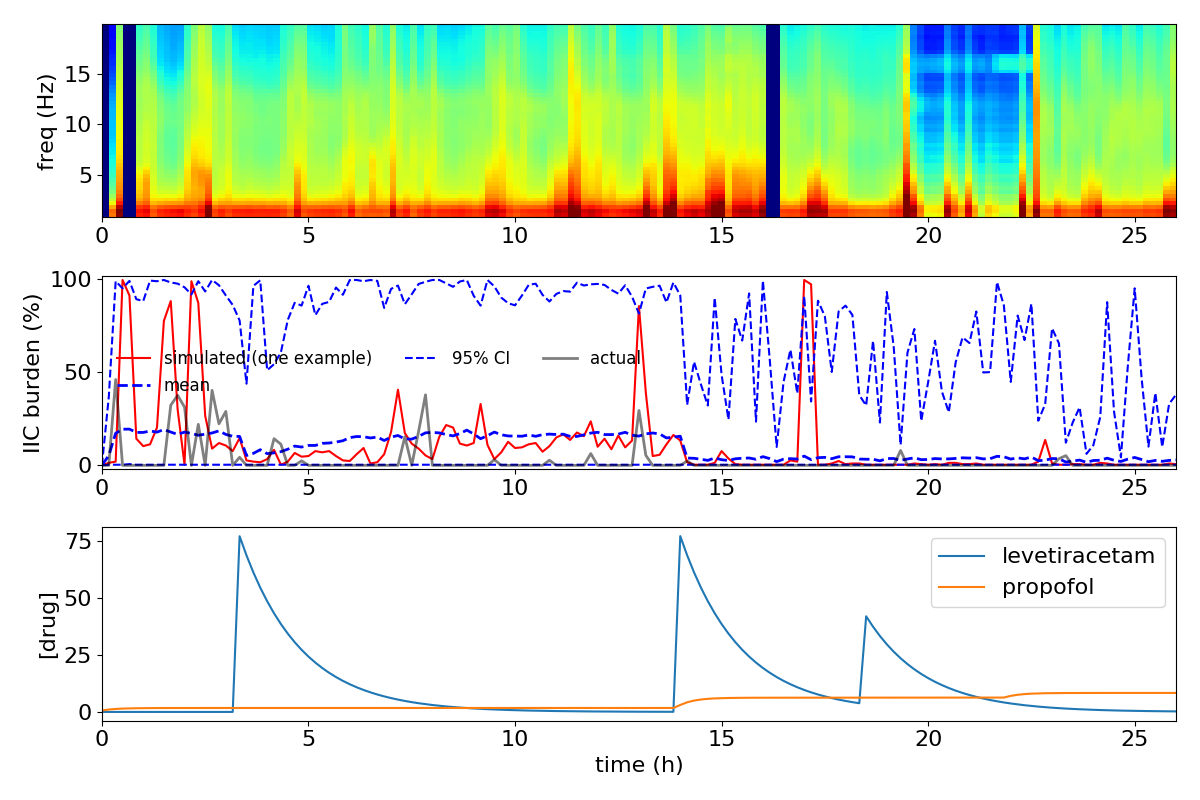 freq (Hz)
15
10
5
0 5 10 15 20 25
IIC burden (%)
100
50
0
simulated (one example) 95% CI actual
mean
0 5 10 15 20 25
[drug]
75
50
25
0
levetiracetam
propofol
0 5 10 15 20 25
time (h)